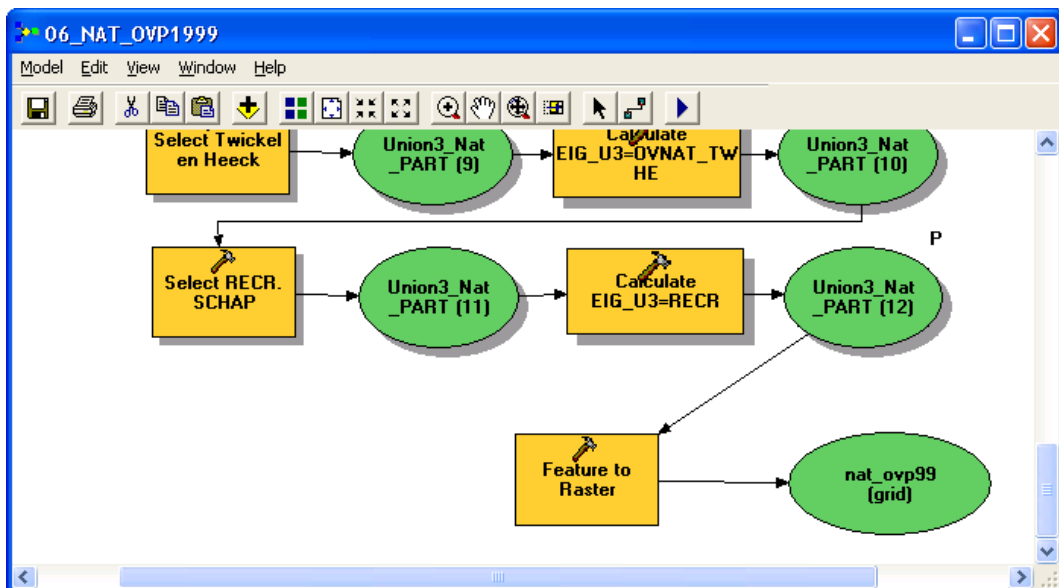 06_NAT_OVP1999
Model Edit View Window Help
Select Twickel
en Heeck
Union3_Nat
_PART (9)
Calculate
EIG_U3=OVNAT_TW
HE
Union3_Nat
_PART (10)
P
Select RECR.
SCHAP
Union3_Nat
_PART (11)
Calculate
EIG_U3=RECR
Union3_Nat
_PART (12)
Feature to
Raster
nat_ovp99
(grid)